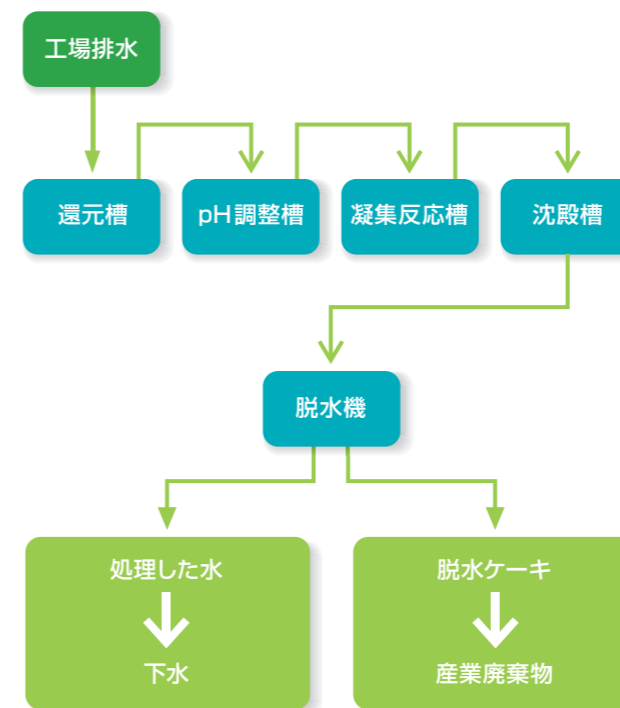 工場排水
還元槽
pH調整槽
凝集反応槽
沈殿槽
脱水機
処理した水
下水
脱水ケーキ
産業廃棄物